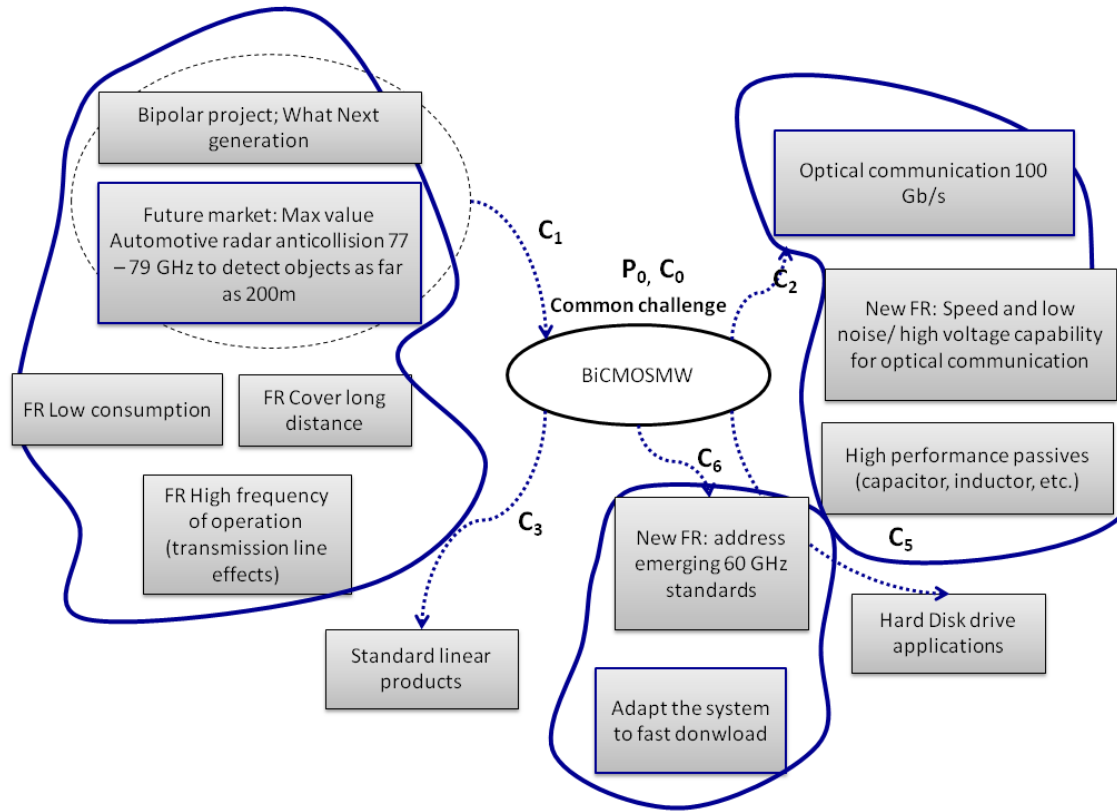 Bipolar project; What Next
generation
Future market: Max value
Automotive radar anticollision 77
– 79 GHz to detect objects as far
as 200m
FR Low consumption
FR Cover long
distance
FR High frequency
of operation
(transmission line
effects)
C1
P0, C0
Common challenge
BiCMOSMW
C2
C3
C6
C5
Optical communication 100
Gb/s
New FR: Speed and low
noise/ high voltage capability
for optical communication
High performance passives
(capacitor, inductor, etc.)
New FR: address
emerging 60 GHz
standards
Hard Disk drive
applications
Standard linear
products
Adapt the system
to fast donwload